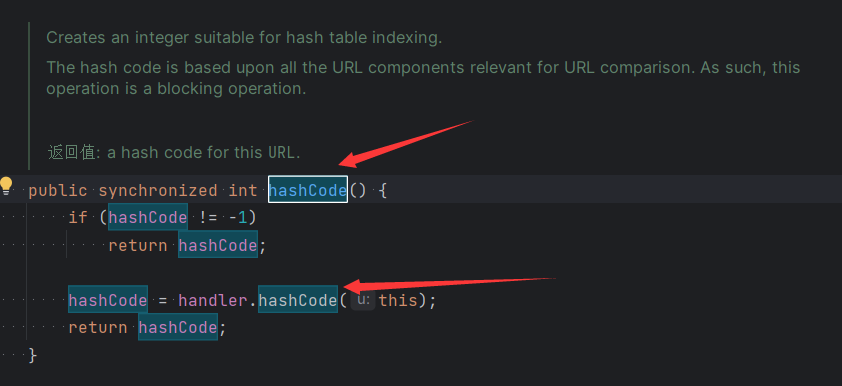 Creates an integer suitable for hash table indexing.
The hash code is based upon all the URL components relevant for URL comparison. As such, this
operation is a blocking operation.
返回值: a hash code for this URL.
public synchronized int hashCode() {
if (hashCode != -1)
return hashCode;
hashCode = handler.hashCode( u: this);
return hashCode;
}